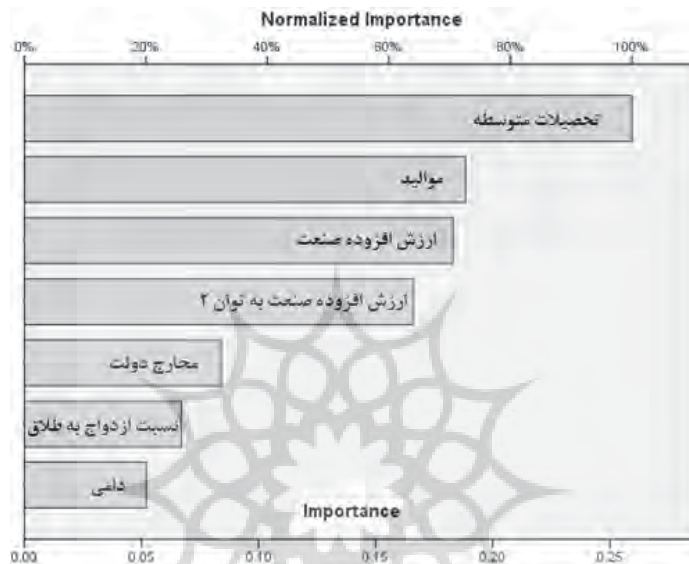 Normalized Importance
0% 20% 40% 60% 80% 100%
تحصیلات متوسطه
موالید
ارزش افزوده صنعت
ارزش افزوده صنعت به توان ۲
مخارج دولت
نسبت ازدواج به طلاق
دامی
Importance
0.00 0.05 0.10 0.15 0.20 0.25